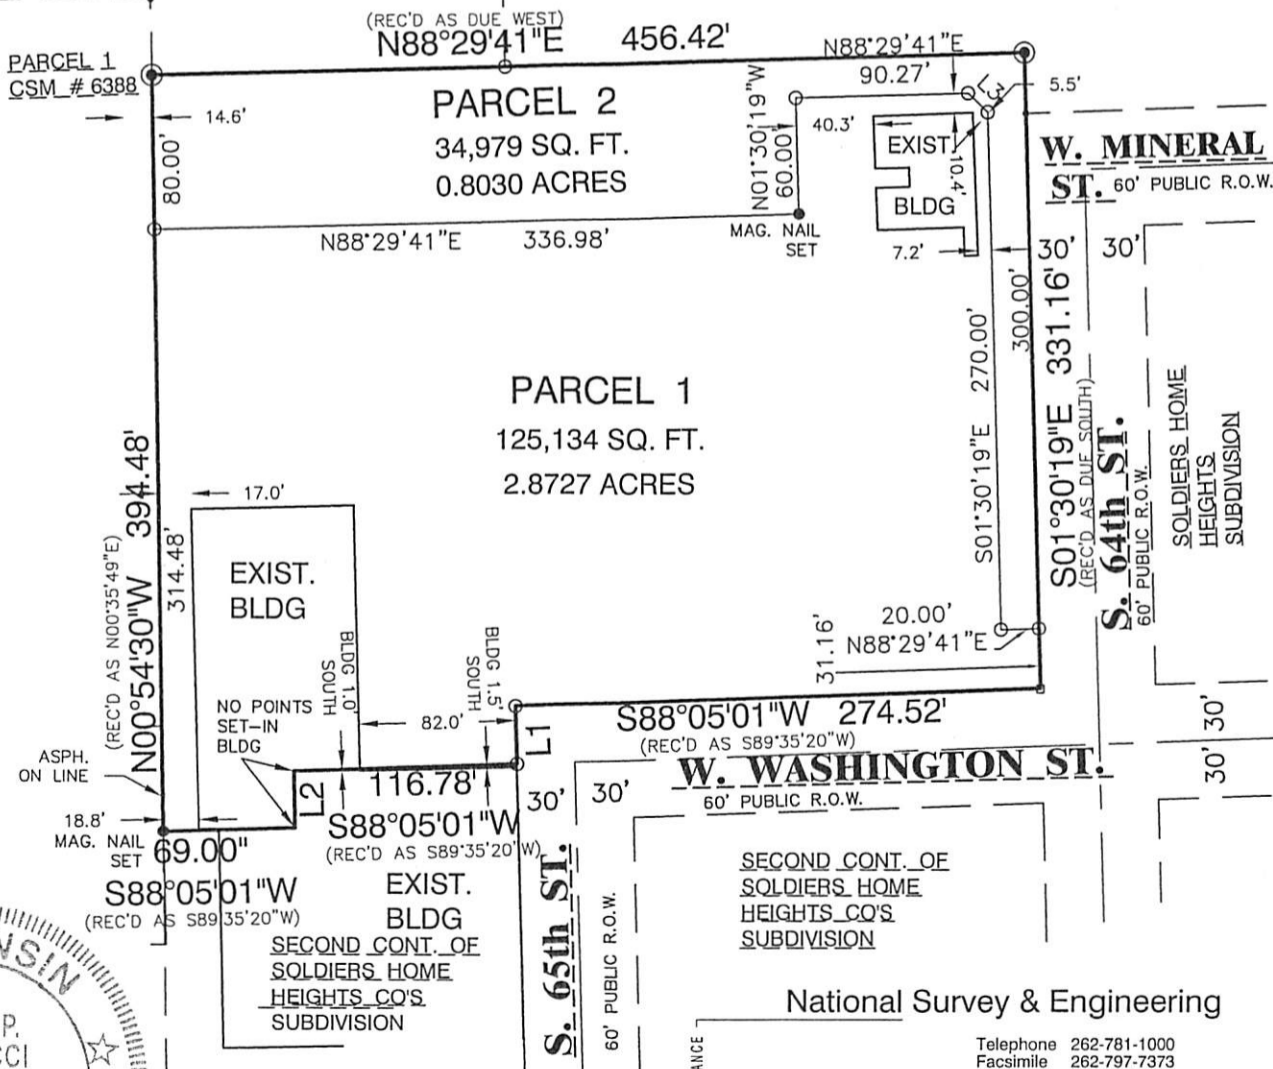 (REC'D AS DUE WEST)
N88°29'41"E 456.42'
N88°29'41"E
90.27'
L3
5.5'
PARCEL 1
CSM # 6388
14.6'
80.00'
PARCEL 2
34,979 SQ. FT.
0.8030 ACRES
N01°30'19"W
60.00'
40.3'
EXIST.
10.4'
BLDG
7.2'
W. MINERAL
ST. 60' PUBLIC R.O.W.
N88°29'41"E 336.98'
MAG. NAIL
SET
30' 30'
300.00'
S01°30'19"E 331.16'
(REC'D AS DUE SOUTH)
S01°30'19"E 270.00'
PARCEL 1
125,134 SQ. FT.
2.8727 ACRES
S. 64th ST.
60' PUBLIC R.O.W.
SOLDIERS HOME
HEIGHTS
SUBDIVISION
N00°54'30"W 394.48'
(REC'D AS N00°35'49"E)
314.48'
17.0'
EXIST.
BLDG
BLDG 1.0'
SOUTH
BLDG 1.5'
SOUTH
NO POINTS
SET-IN
BLDG
82.0'
L1
L2
116.78'
S88°05'01"W
(REC'D AS S89°35'20"W)
20.00'
N88°29'41"E
31.16'
S88°05'01"W 274.52'
(REC'D AS S89°35'20"W)
W. WASHINGTON ST.
60' PUBLIC R.O.W.
30' 30'
30'
30'
ASPH.
ON LINE
18.8'
MAG. NAIL
SET
69.00"
S88°05'01"W
(REC'D AS S89°35'20"W)
EXIST.
BLDG
SECOND CONT. OF
SOLDIERS HOME
HEIGHTS CO'S
SUBDIVISION
S. 65th ST.
60' PUBLIC R.O.W.
SECOND CONT. OF
SOLDIERS HOME
HEIGHTS CO'S
SUBDIVISION
National Survey & Engineering
Telephone 262-781-1000
Facsimile 262-797-7373